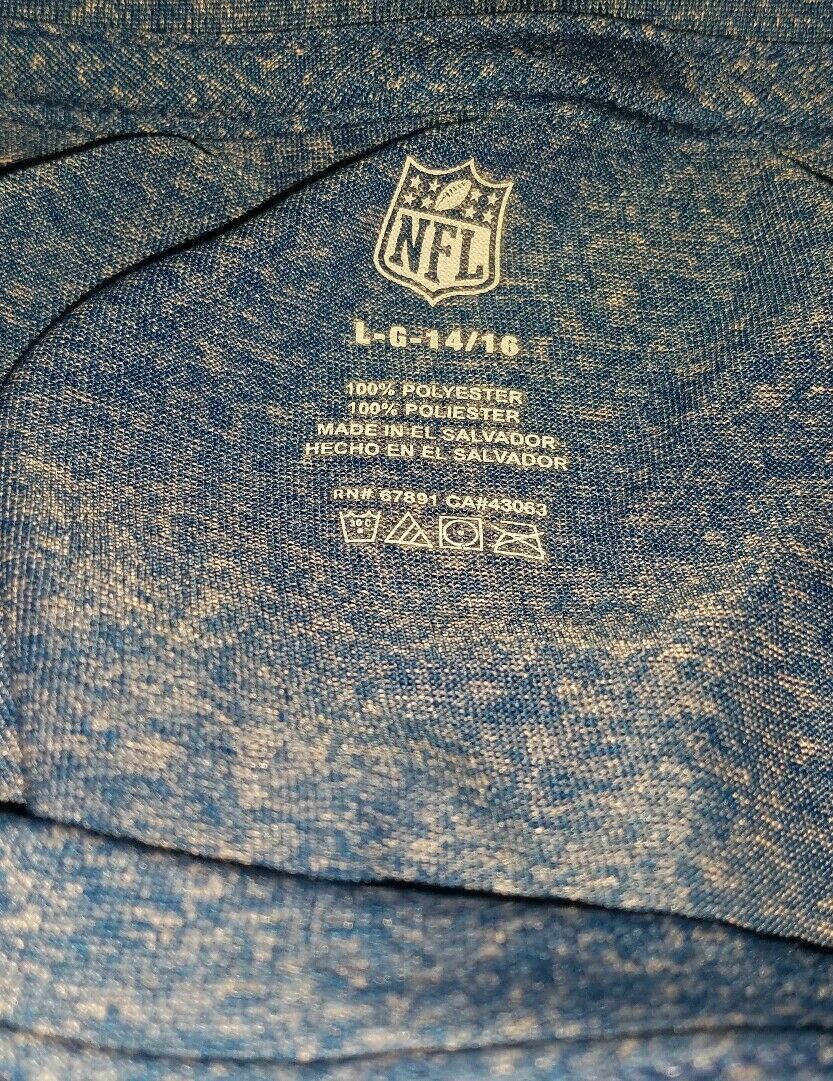 NFL
L-G-14/16
100% POLYESTER
100% POLIESTER
MADE IN EL SALVADOR
HECHO EN EL SALVADOR
RN# 67891 CA#43063
30 C